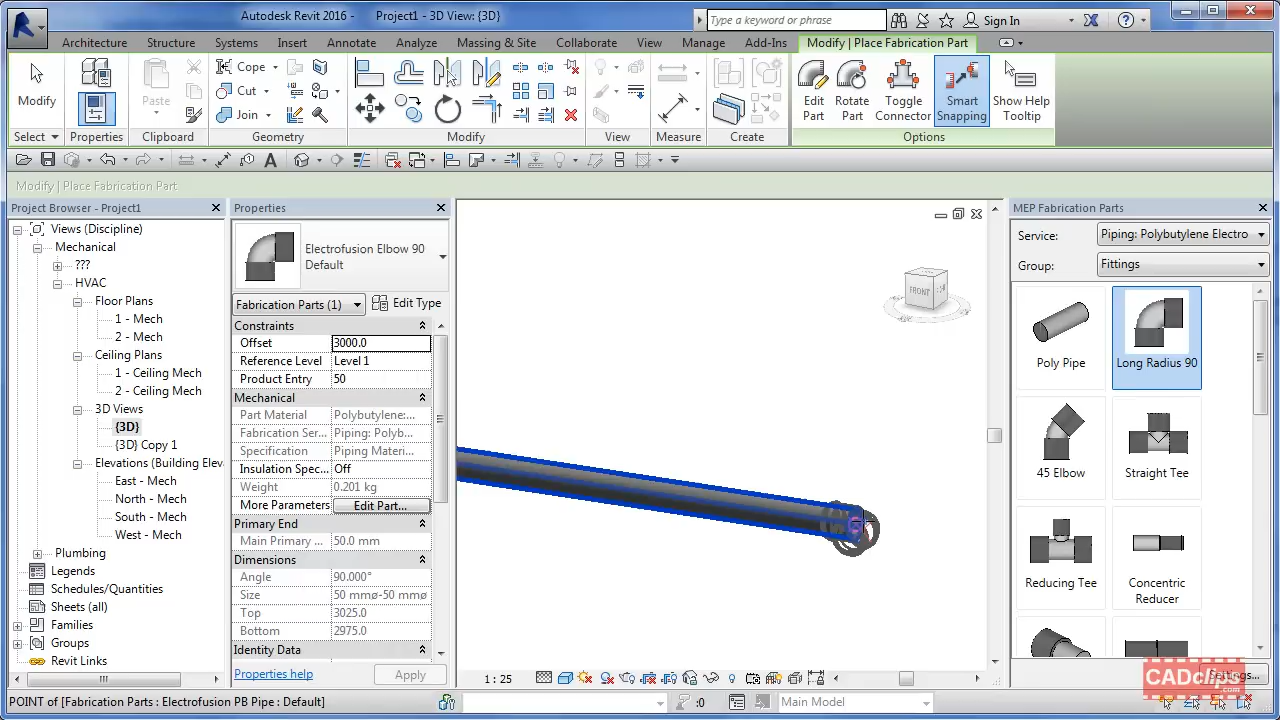 Autodesk Revit 2016 -    Project1 - 3D View: {3D}
Type a keyword or phrase
Sign In
Architecture
Structure
Systems
Insert
Annotate
Analyze
Massing & Site
Collaborate
View
Manage
Add-Ins
Modify | Place Fabrication Part
Modify
Paste
Cope
Cut
Join
Edit Part
Rotate Part
Toggle Connector
Smart Snapping
Show Help Tooltip
Select
Properties
Clipboard
Geometry
Modify
View
Measure
Create
Options
Modify | Place Fabrication Part
Project Browser - Project1
Views (Discipline)
Mechanical
???
HVAC
Floor Plans
1 - Mech
2 - Mech
Ceiling Plans
1 - Ceiling Mech
2 - Ceiling Mech
3D Views
{3D}
{3D} Copy 1
Elevations (Building Elev
East - Mech
North - Mech
South - Mech
West - Mech
Plumbing
Legends
Schedules/Quantities
Sheets (all)
Families
Groups
Revit Links
Properties
Electrofusion Elbow 90
Default
Fabrication Parts (1)
Edit Type
Constraints
Offset 3000.0
Reference Level Level 1
Product Entry 50
Mechanical
Part Material Polybutylene:...
Fabrication Ser... Piping: Polyb...
Specification Piping Materi...
Insulation Spec... Off
Weight 0.201 kg
More Parameters Edit Part...
Primary End
Main Primary ... 50.0 mm
Dimensions
Angle 90.000°
Size 50 mmø-50 mmø
Top 3025.0
Bottom 2975.0
Identity Data
Properties help
Apply
FRONT
1 : 25
MEP Fabrication Parts
Service: Piping: Polybutylene Electro
Group: Fittings
Poly Pipe
Long Radius 90
45 Elbow
Straight Tee
Reducing Tee
Concentric Reducer
Settings...
CADclips
POINT of [Fabrication Parts : Electrofusion PB Pipe : Default]
:0
Main Model